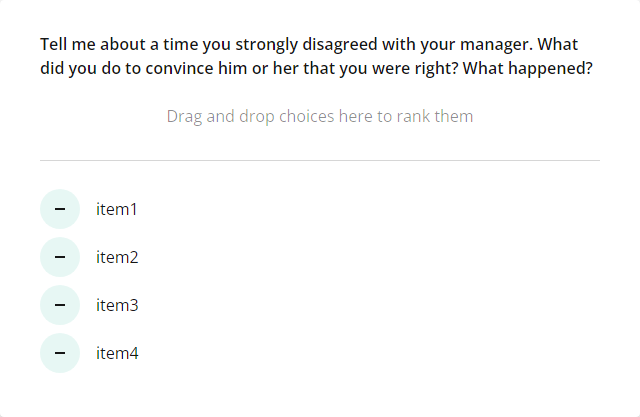 Tell me about a time you strongly disagreed with your manager. What
did you do to convince him or her that you were right? What happened?
Drag and drop choices here to rank them
– item1
– item2
– item3
– item4